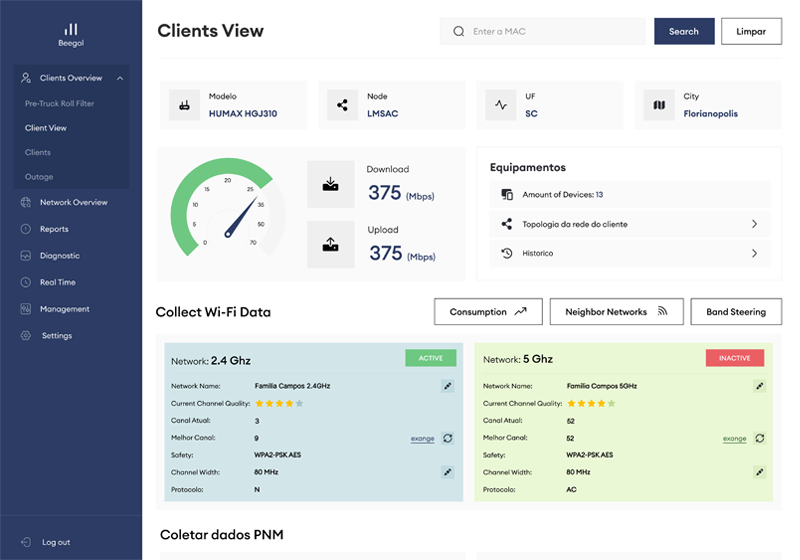 Beegol
Clients Overview
Pre-Truck Roll Filter
Client View
Clients
Outage
Network Overview
Reports
Diagnostic
Real Time
Management
Settings
Log out
Clients View
Enter a MAC
Search
Limpar
Modelo
HUMAX HGJ310
Node
LMSAC
UF
SC
City
Florianopolis
0
5
10
15
20
25
35
50
70
Download
375 (Mbps)
Upload
375 (Mbps)
Equipamentos
Amount of Devices: 13
Topologia da rede do cliente
Historico
Collect Wi-Fi Data
Consumption
Neighbor Networks
Band Steering
Network: 2.4 Ghz
ACTIVE
Network Name: Familia Campos 2.4GHz
Current Channel Quality:
Canal Atual: 3
Melhor Canal: 9 exange
Safety: WPA2-PSK.AES
Channel Width: 80 MHz
Protocolo: N
Network: 5 Ghz
INACTIVE
Network Name: Familia Campos 5GHz
Current Channel Quality:
Canal Atual: 52
Melhor Canal: 52 exange
Safety: WPA2-PSK.AES
Channel Width: 80 MHz
Protocolo: AC
Coletar dados PNM